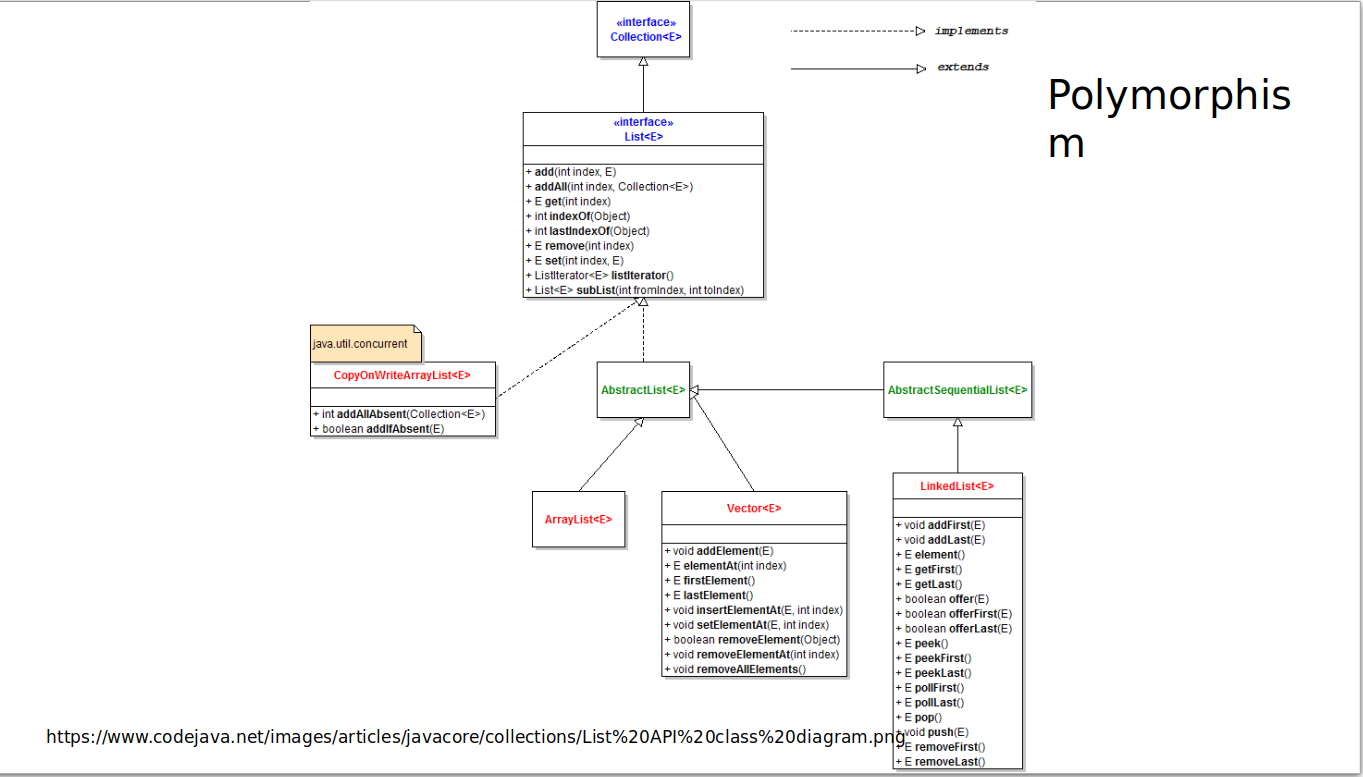 «interface»
Collection<E>
implements
extends
Polymorphis
m
«interface»
List<E>
+ add(int index, E)
+ addAll(int index, Collection<E>)
+ E get(int index)
+ int indexOf(Object)
+ int lastIndexOf(Object)
+ E remove(int index)
+ E set(int index, E)
+ ListIterator<E> listIterator()
+ List<E> subList(int fromIndex, int toIndex)
java.util.concurrent
CopyOnWriteArrayList<E>
+ int addAllAbsent(Collection<E>)
+ boolean addIfAbsent(E)
AbstractList<E>
AbstractSequentialList<E>
ArrayList<E>
Vector<E>
+ void addElement(E)
+ E elementAt(int index)
+ E firstElement()
+ E lastElement()
+ void insertElementAt(E, int index)
+ void setElementAt(E, int index)
+ boolean removeElement(Object)
+ void removeElementAt(int index)
+ void removeAllElements()
LinkedList<E>
+ void addFirst(E)
+ void addLast(E)
+ E element()
+ E getFirst()
+ E getLast()
+ boolean offer(E)
+ boolean offerFirst(E)
+ boolean offerLast(E)
+ E peek()
+ E peekFirst()
+ E peekLast()
+ E pollFirst()
+ E pollLast()
+ E pop()
+ void push(E)
+ E removeFirst()
+ E removeLast()
https://www.codejava.net/images/articles/javacore/collections/List%20API%20class%20diagram.png